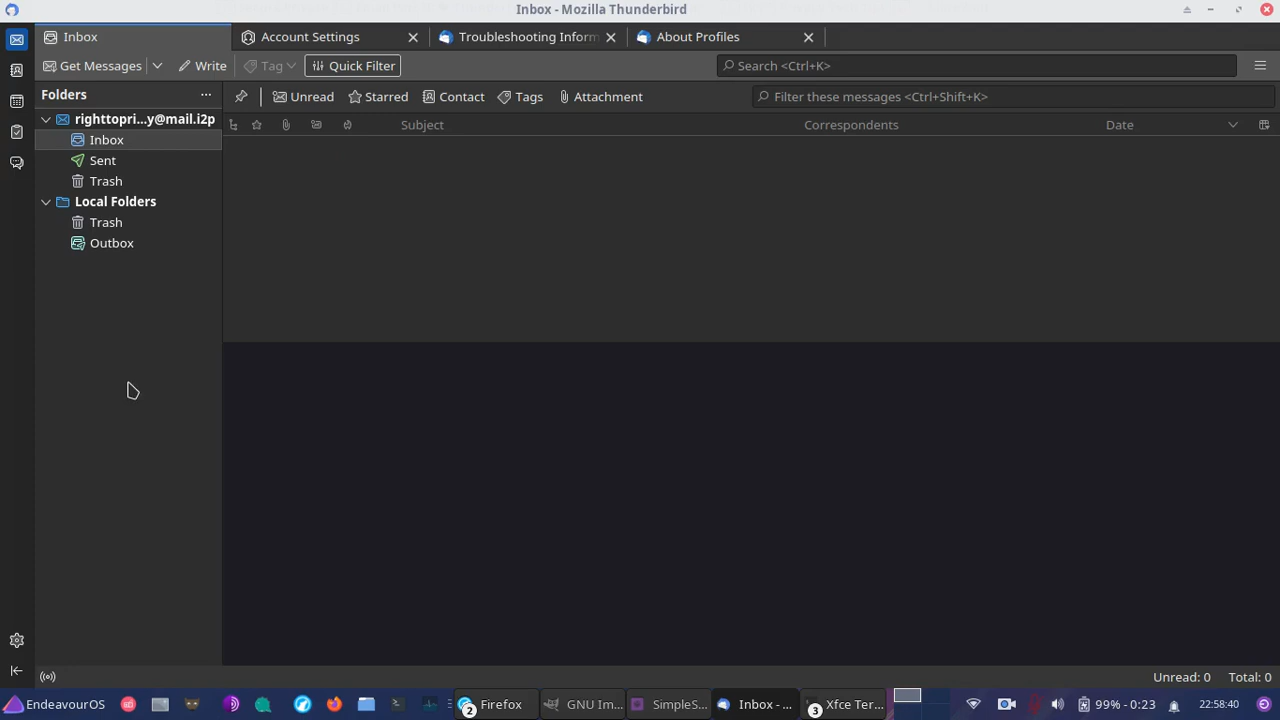 Inbox - Mozilla Thunderbird
Inbox
Account Settings
Troubleshooting Inform
About Profiles
Get Messages
Write
Tag
Quick Filter
Search <Ctrl+K>
Folders
Unread
Starred
Contact
Tags
Attachment
Filter these messages <Ctrl+Shift+K>
righttopri...y@mail.i2p
Subject
Correspondents
Date
Inbox
Sent
Trash
Local Folders
Trash
Outbox
Unread: 0
Total: 0
EndeavourOS
2
Firefox
GNU Im...
SimpleS...
Inbox - ...
3
Xfce Ter...
99% - 0:23
22:58:40